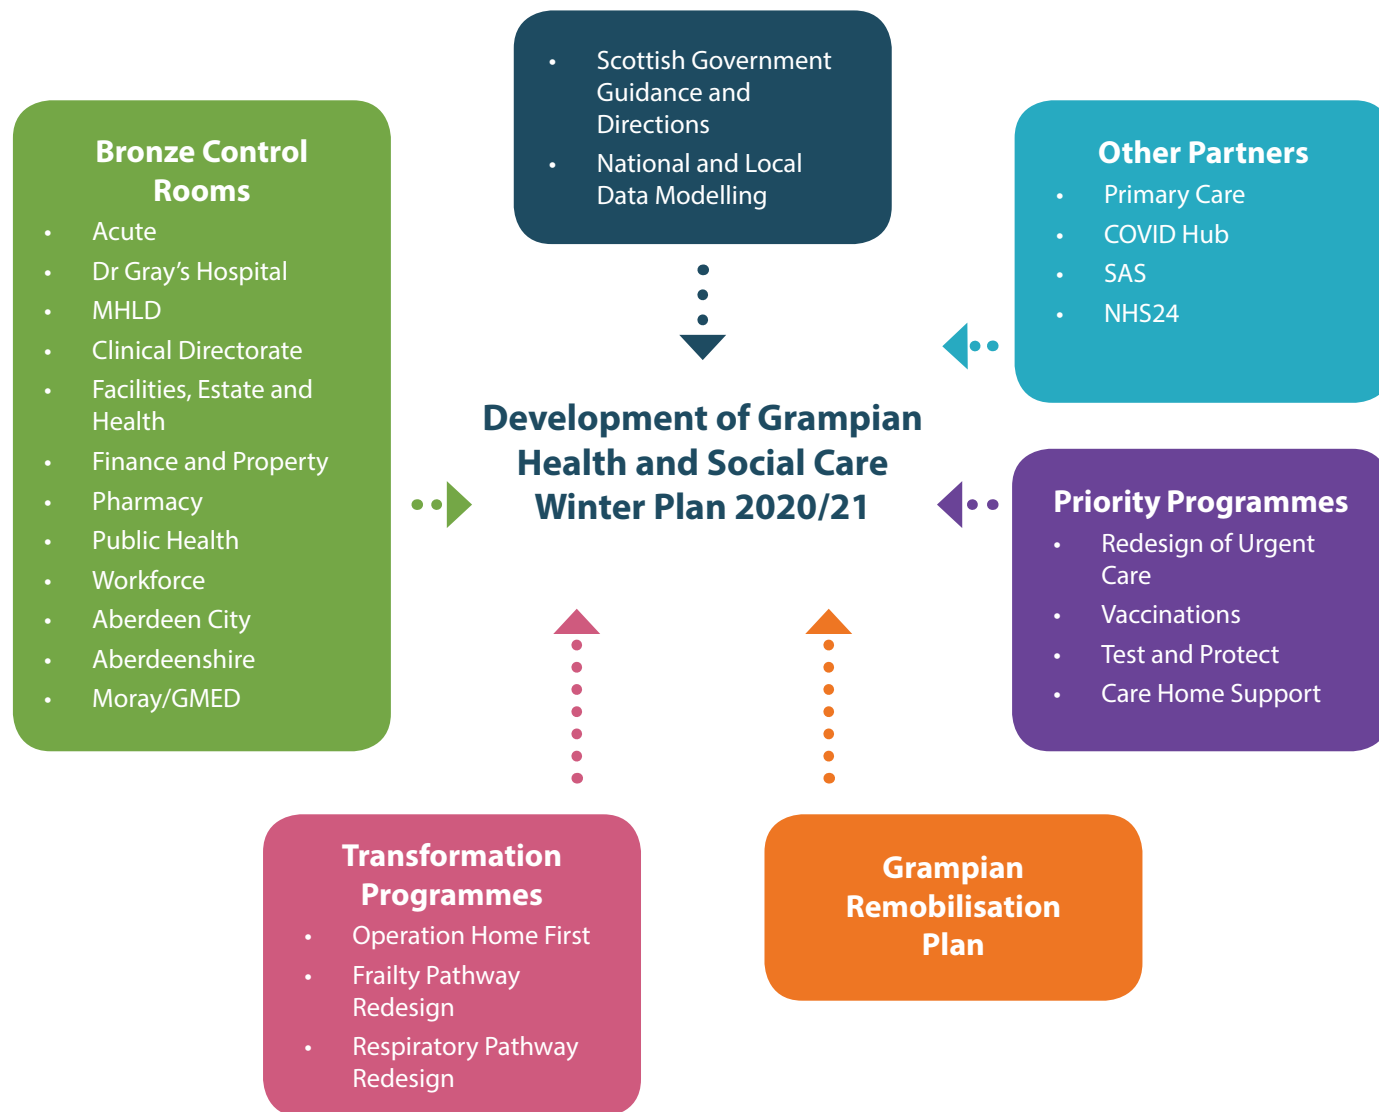 • Scottish Government
Guidance and
Directions
• National and Local
Data Modelling
Bronze Control
Rooms
• Acute
• Dr Gray’s Hospital
• MHLD
• Clinical Directorate
• Facilities, Estate and
Health
• Finance and Property
• Pharmacy
• Public Health
• Workforce
• Aberdeen City
• Aberdeenshire
• Moray/GMED
Other Partners
• Primary Care
• COVID Hub
• SAS
• NHS24
Development of Grampian
Health and Social Care
Winter Plan 2020/21
Priority Programmes
• Redesign of Urgent
Care
• Vaccinations
• Test and Protect
• Care Home Support
Transformation
Programmes
• Operation Home First
• Frailty Pathway
Redesign
• Respiratory Pathway
Redesign
Grampian
Remobilisation
Plan